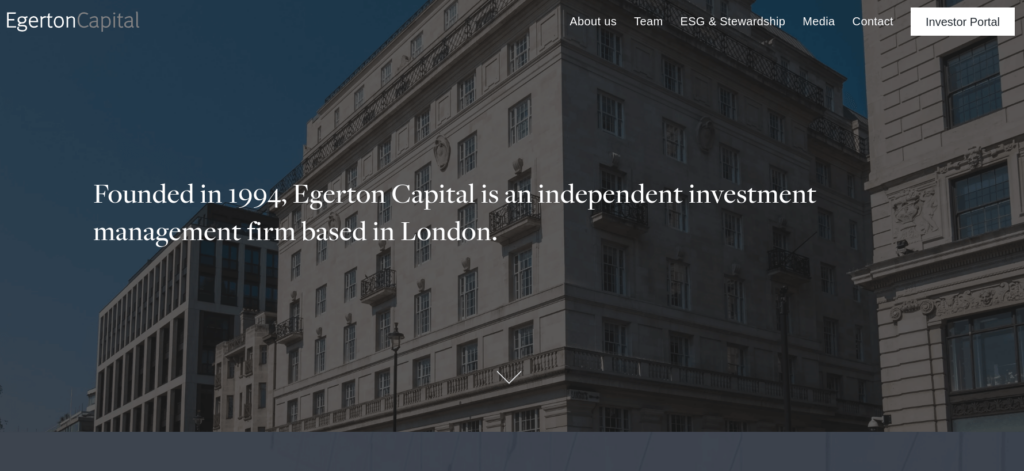 EgertonCapital
About us
Team
ESG & Stewardship
Media
Contact
Investor Portal
Founded in 1994, Egerton Capital is an independent investment
management firm based in London.